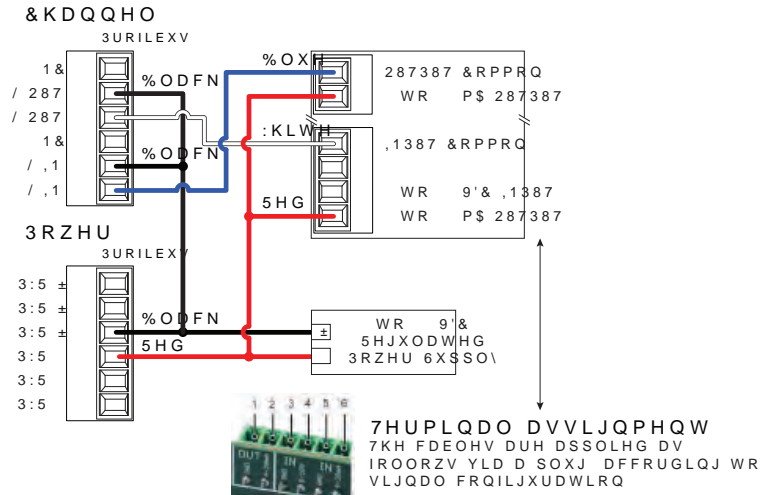 &KDQQHO
3URILEXV
1&
/ 287
/ 287
1&
/ ,1
/ ,1
%ODFN
%ODFN
%OXH
:KLWH
5HG
287387 &RPPRQ
WR P$ 287387
,1387 &RPPRQ
WR 9'& ,1387
WR P$ 287387
3RZHU
3URILEXV
3:5 ±
3:5 ±
3:5 ±
3:5
3:5
3:5
%ODFN
5HG
±
WR 9'&
5HJXODWHG
3RZHU 6XSSO\
1 2 3 4 5 6
OUT IN IN
7HUPLQDO DVVLJQPHQW
7KH FDEOHV DUH DSSOLHG DV
IROORZV YLD D SOXJ DFFRUGLQJ WR
VLJQDO FRQILJXUDWLRQ